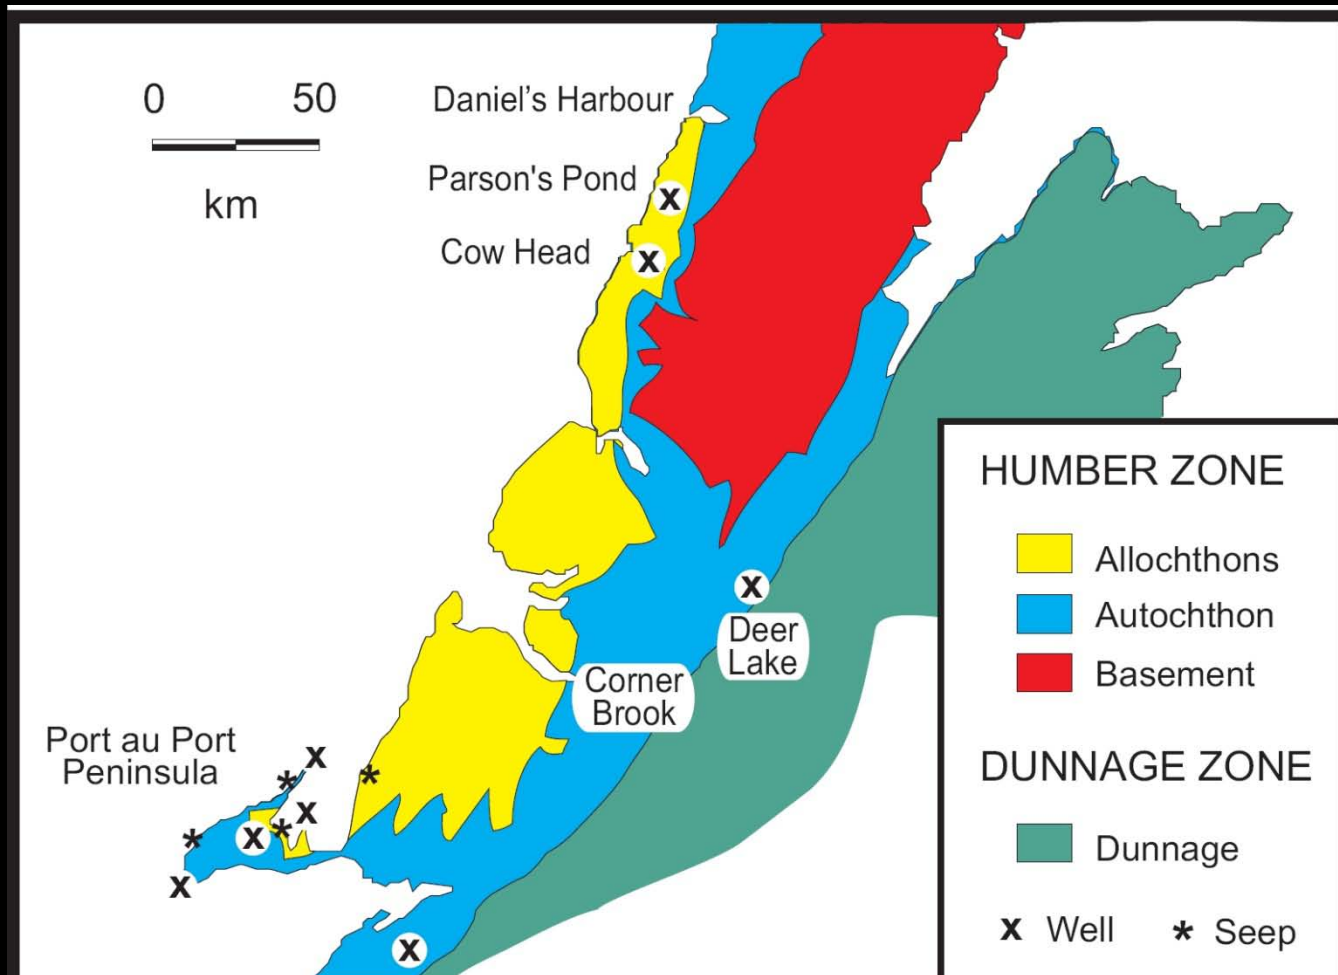 0 50
km
Daniel's Harbour
Parson's Pond
Cow Head
Deer
Lake
Corner
Brook
Port au Port
Peninsula
HUMBER ZONE
Allochthons
Autochthon
Basement
DUNNAGE ZONE
Dunnage
x Well * Seep